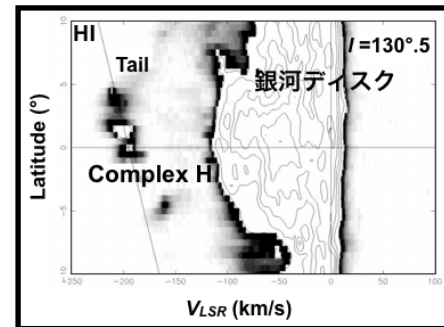 HI
l =130°.5
Tail
銀河ディスク
Complex H
Latitude (°)
10
5
0
−5
−10
−250 −200 −150 −100 −50 0 50 100
VLSR (km/s)